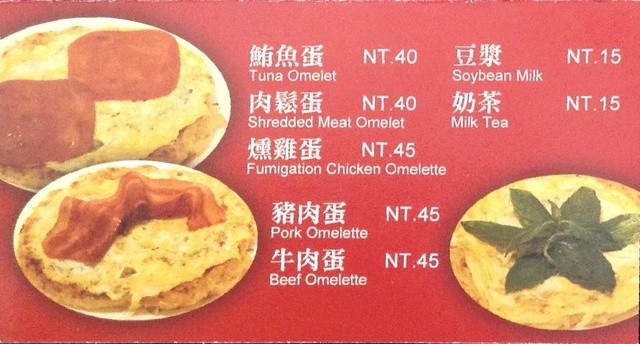 鮪魚蛋 NT.40
Tuna Omelet
肉鬆蛋 NT.40
Shredded Meat Omelet
燻雞蛋 NT.45
Fumigation Chicken Omelette
豬肉蛋 NT.45
Pork Omelette
牛肉蛋 NT.45
Beef Omelette
豆漿 NT.15
Soybean Milk
奶茶 NT.15
Milk Tea